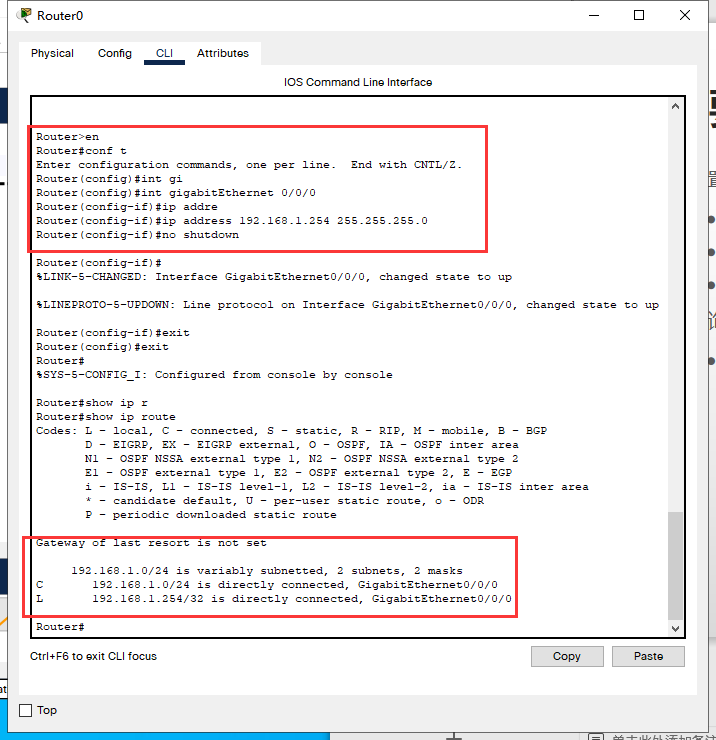 Router0
Physical Config CLI Attributes
IOS Command Line Interface
Router>en
Router#conf t
Enter configuration commands, one per line.  End with CNTL/Z.
Router(config)#int gi
Router(config)#int gigabitEthernet 0/0/0
Router(config-if)#ip addre
Router(config-if)#ip address 192.168.1.254 255.255.255.0
Router(config-if)#no shutdown
Router(config-if)#
%LINK-5-CHANGED: Interface GigabitEthernet0/0/0, changed state to up
%LINEPROTO-5-UPDOWN: Line protocol on Interface GigabitEthernet0/0/0, changed state to up
Router(config-if)#exit
Router(config)#exit
Router#
%SYS-5-CONFIG_I: Configured from console by console
Router#show ip r
Router#show ip route
Codes: L - local, C - connected, S - static, R - RIP, M - mobile, B - BGP
D - EIGRP, EX - EIGRP external, O - OSPF, IA - OSPF inter area
N1 - OSPF NSSA external type 1, N2 - OSPF NSSA external type 2
E1 - OSPF external type 1, E2 - OSPF external type 2, E - EGP
i - IS-IS, L1 - IS-IS level-1, L2 - IS-IS level-2, ia - IS-IS inter area
* - candidate default, U - per-user static route, o - ODR
P - periodic downloaded static route
Gateway of last resort is not set
192.168.1.0/24 is variably subnetted, 2 subnets, 2 masks
C 192.168.1.0/24 is directly connected, GigabitEthernet0/0/0
L 192.168.1.254/32 is directly connected, GigabitEthernet0/0/0
Router#
Ctrl+F6 to exit CLI focus
Copy Paste
Top